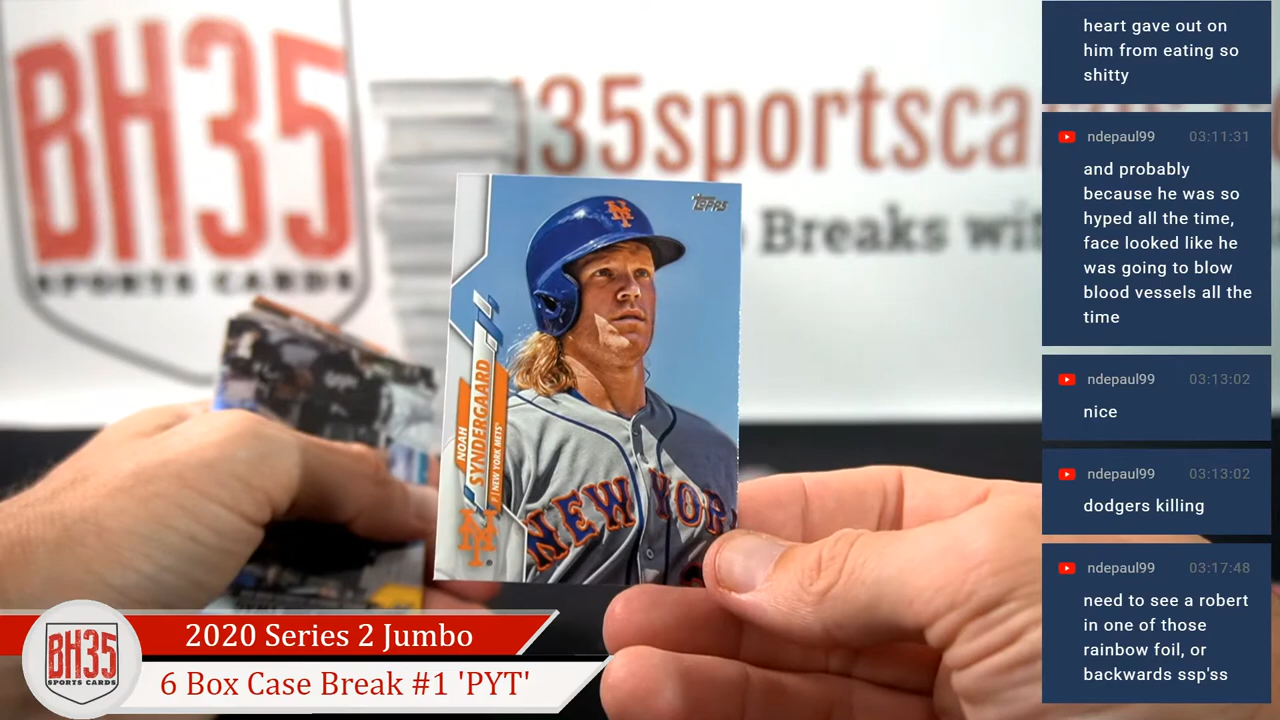 BH35
SPORTS CARDS
135sportsca
Breaks wit
TOPPS
NY
NOAH
SYNDERGAARD
P | NEW YORK METS
NY
NEW YOR
2020 Series 2 Jumbo
6 Box Case Break #1 'PYT'
BH35
SPORTS CARDS
heart gave out on
him from eating so
shitty
ndepaul99 03:11:31
and probably
because he was so
hyped all the time,
face looked like he
was going to blow
blood vessels all the
time
ndepaul99 03:13:02
nice
ndepaul99 03:13:02
dodgers killing
ndepaul99 03:17:48
need to see a robert
in one of those
rainbow foil, or
backwards ssp'ss